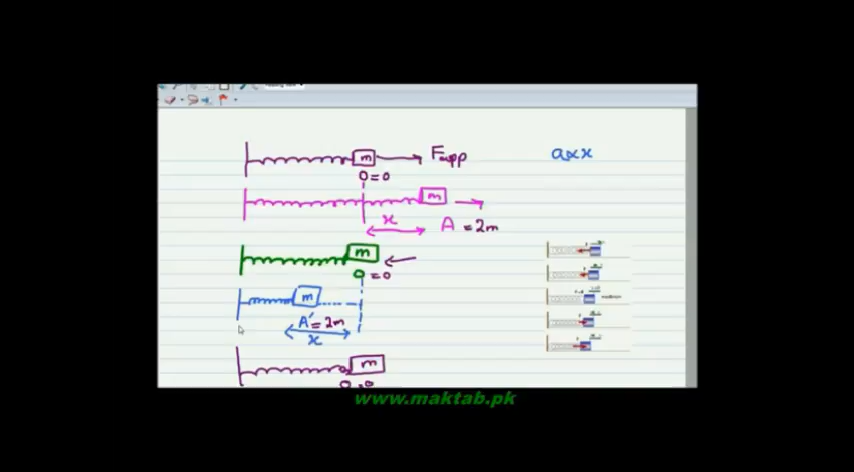 m Fapp
a∝x
O=0
m
x A = 2m
m
O=0
m
A' = 2m
x
m
O=0
www.maktab.pk